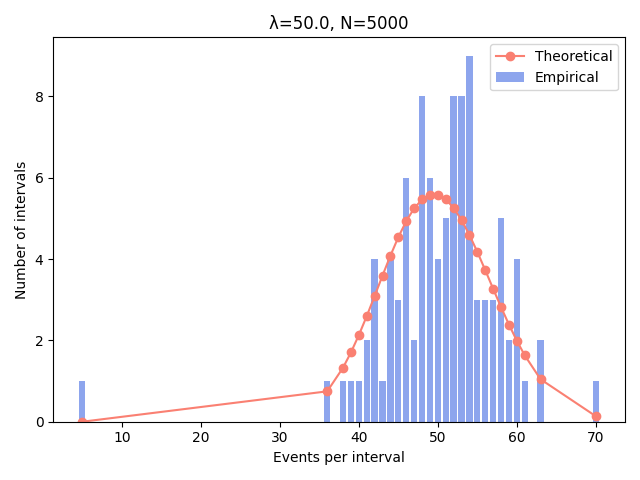 λ=50.0, N=5000
Theoretical
Empirical
Number of intervals
8
6
4
2
0
10 20 30 40 50 60 70
Events per interval